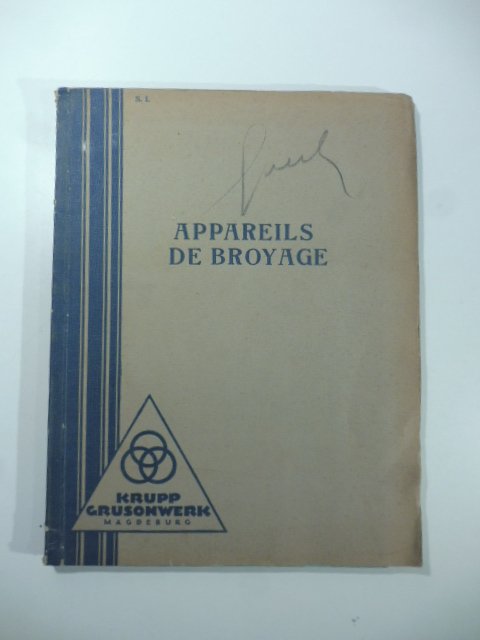 S. I.
APPAREILS
DE BROYAGE
KRUPP
GRUSONWERK
MAGDEBURG